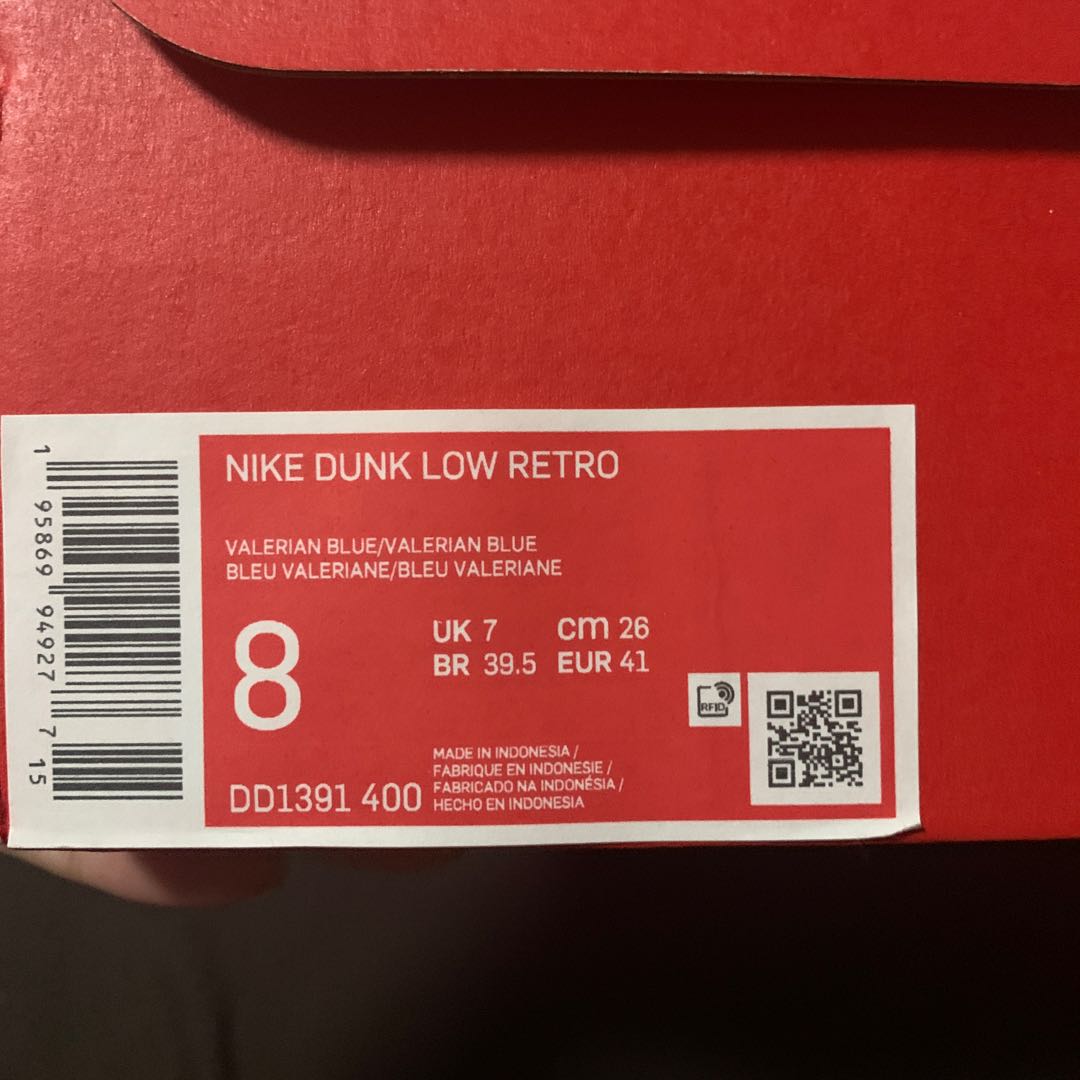 NIKE DUNK LOW RETRO
VALERIAN BLUE/VALERIAN BLUE
BLEU VALERIANE/BLEU VALERIANE
8
UK 7 cm 26
BR 39.5 EUR 41
RFID
MADE IN INDONESIA /
FABRIQUE EN INDONESIE /
FABRICADO NA INDONÉSIA /
HECHO EN INDONESIA
DD1391 400
1 95869 94927 7 15